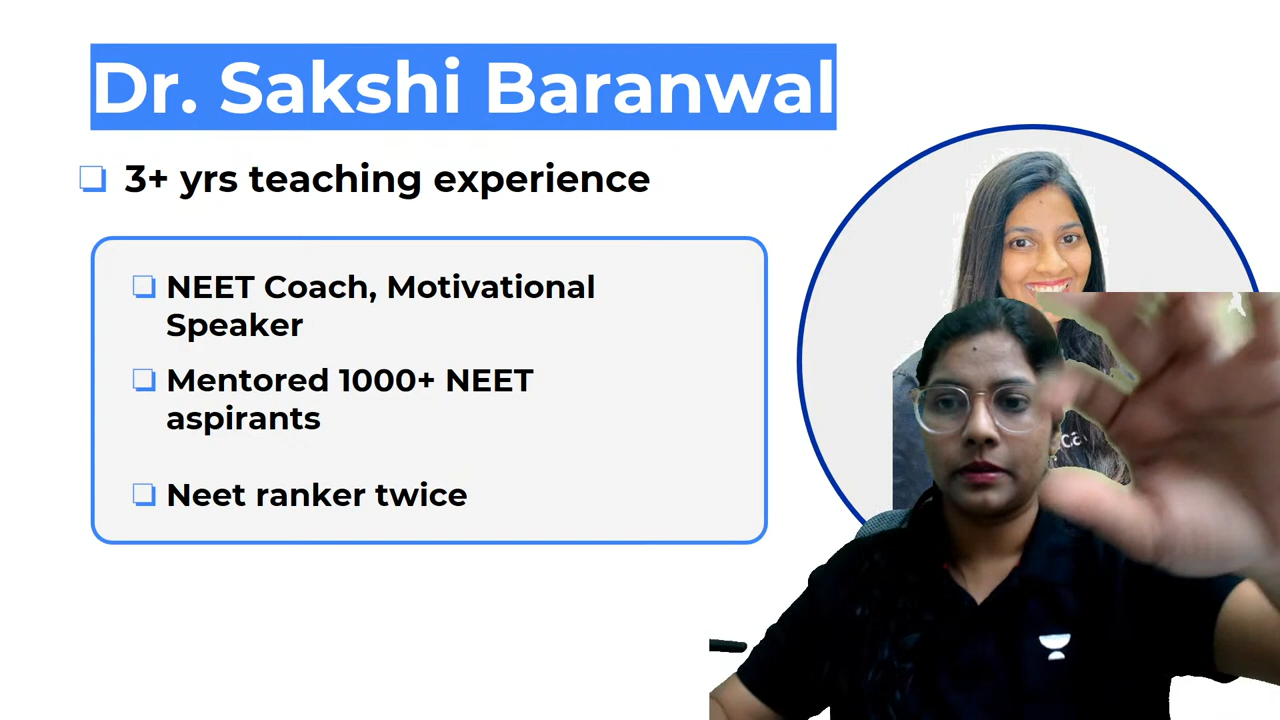 Dr. Sakshi Baranwal
❏ 3+ yrs teaching experience
❏ NEET Coach, Motivational
Speaker
❏ Mentored 1000+ NEET
aspirants
❏ Neet ranker twice